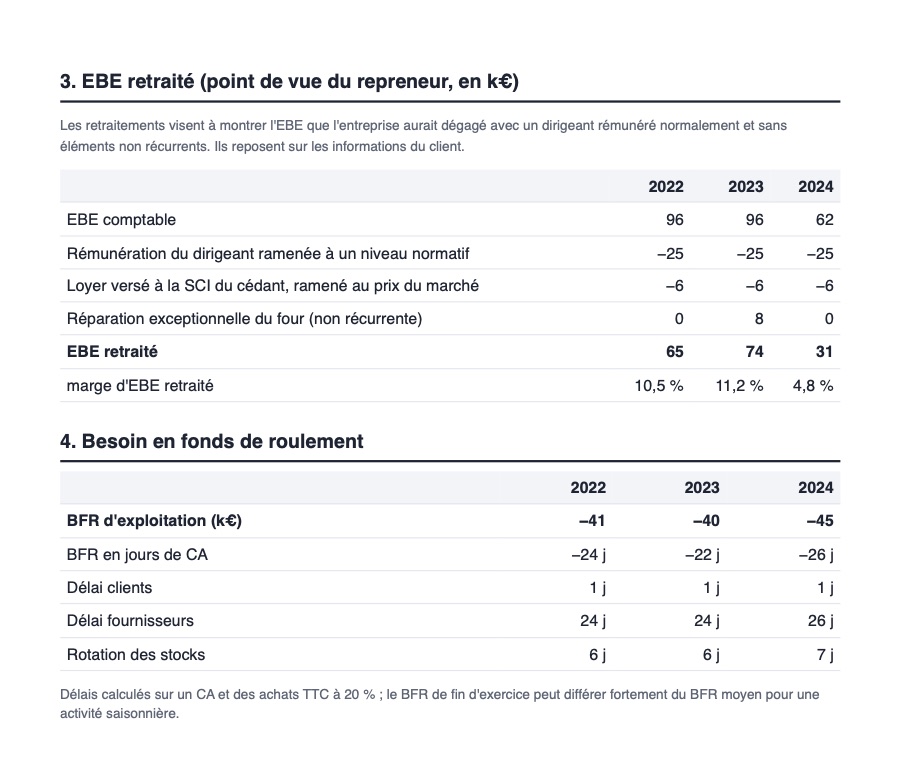 3. EBE retraité (point de vue du repreneur, en k€)
Les retraitements visent à montrer l'EBE que l'entreprise aurait dégagé avec un dirigeant rémunéré normalement et sans
éléments non récurrents. Ils reposent sur les informations du client.
2022 2023 2024
EBE comptable 96 96 62
Rémunération du dirigeant ramenée à un niveau normatif −25 −25 −25
Loyer versé à la SCI du cédant, ramené au prix du marché −6 −6 −6
Réparation exceptionnelle du four (non récurrente) 0 8 0
EBE retraité 65 74 31
marge d'EBE retraité 10,5 % 11,2 % 4,8 %
4. Besoin en fonds de roulement
2022 2023 2024
BFR d'exploitation (k€) −41 −40 −45
BFR en jours de CA −24 j −22 j −26 j
Délai clients 1 j 1 j 1 j
Délai fournisseurs 24 j 24 j 26 j
Rotation des stocks 6 j 6 j 7 j
Délais calculés sur un CA et des achats TTC à 20 % ; le BFR de fin d'exercice peut différer fortement du BFR moyen pour une
activité saisonnière.